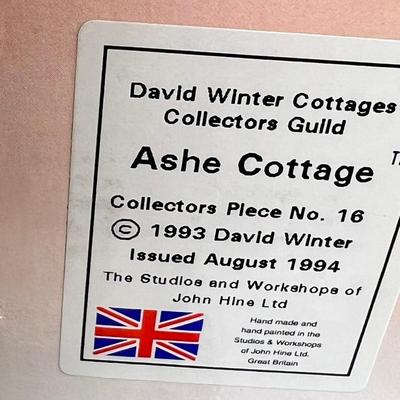 David Winter Cottages
Collectors Guild
Ashe Cottage
Collectors Piece No. 16
© 1993 David Winter
Issued August 1994
The Studios and Workshops of
John Hine Ltd
Hand made and
hand painted in the
Studios & Workshops
of John Hine Ltd.
Great Britain